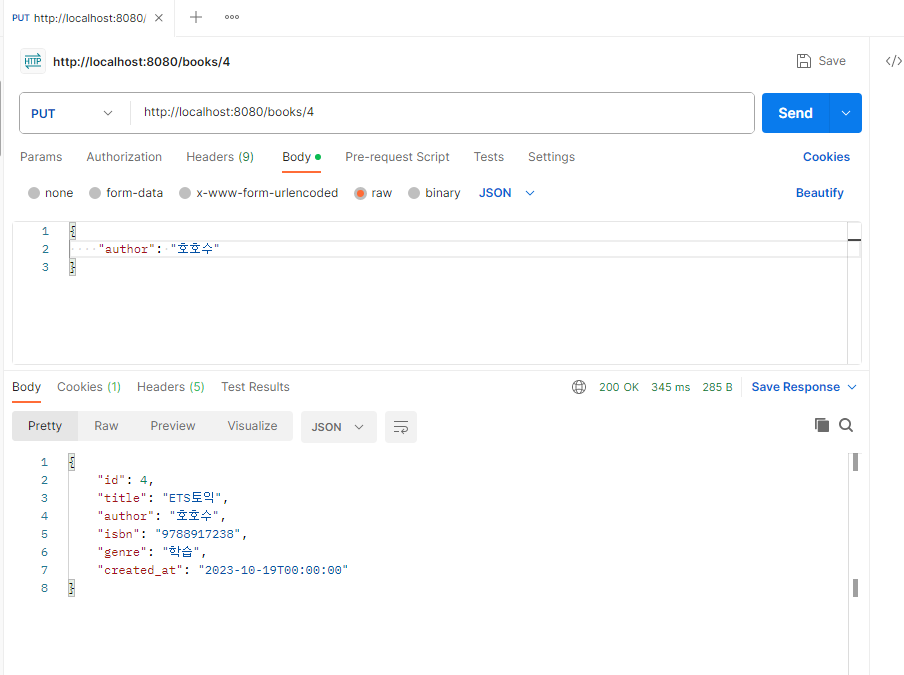 PUT http://localhost:8080/
HTTP http://localhost:8080/books/4 Save
PUT http://localhost:8080/books/4 Send
Params Authorization Headers (9) Body Pre-request Script Tests Settings Cookies
none form-data x-www-form-urlencoded raw binary JSON Beautify
1 {
2 ····"author":·"호호수"
3 }
Body Cookies (1) Headers (5) Test Results 200 OK 345 ms 285 B Save Response
Pretty Raw Preview Visualize JSON
1 {
2 "id": 4,
3 "title": "ETS토익",
4 "author": "호호수",
5 "isbn": "9788917238",
6 "genre": "학습",
7 "created_at": "2023-10-19T00:00:00"
8 }